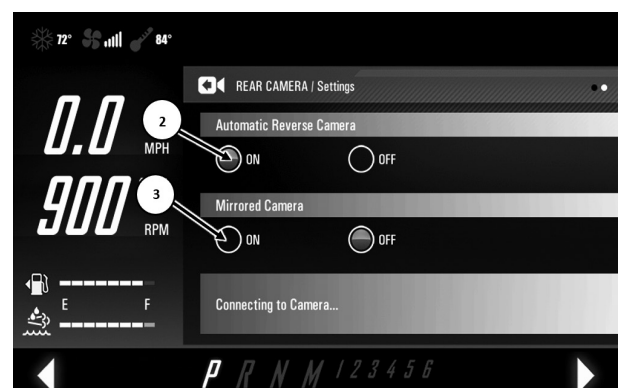 72° 84°
REAR CAMERA / Settings
0.0 MPH
2
Automatic Reverse Camera
ON OFF
900 RPM
3
Mirrored Camera
ON OFF
E F
Connecting to Camera...
P R N M 1 2 3 4 5 6